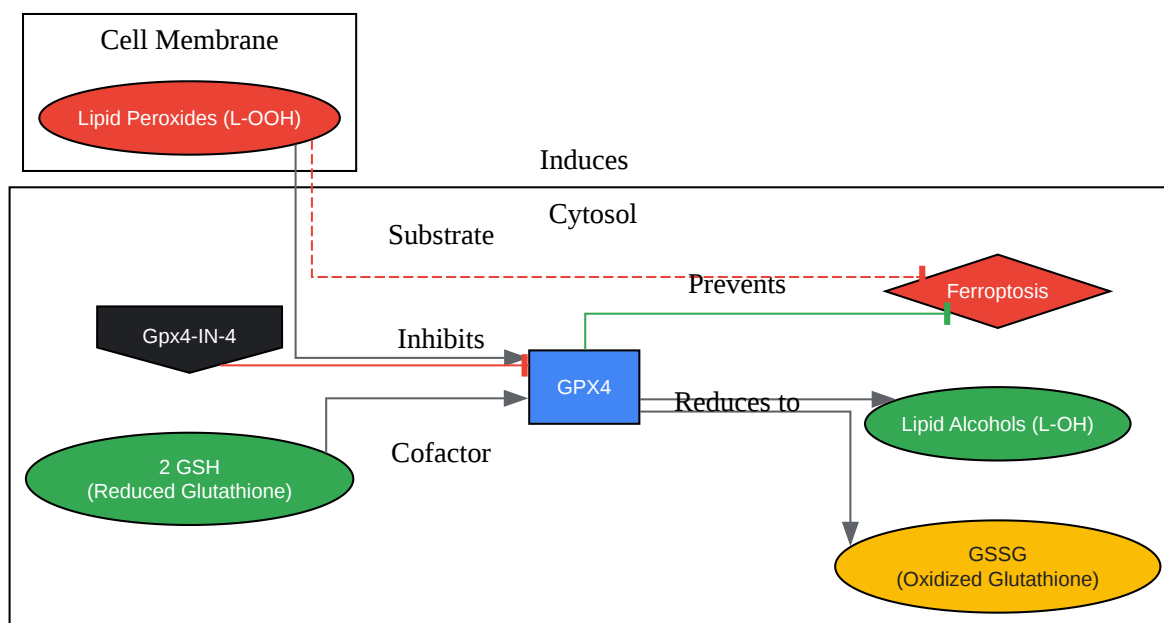 Cell Membrane
Lipid Peroxides (L-OOH)
Induces
Cytosol
Substrate
Prevents
Ferroptosis
Gpx4-IN-4
Inhibits
GPX4
Reduces to
Lipid Alcohols (L-OH)
Cofactor
2 GSH
(Reduced Glutathione)
GSSG
(Oxidized Glutathione)